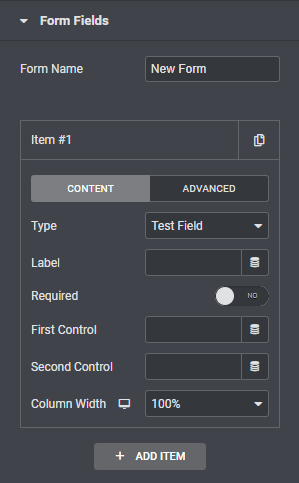 Form Fields
Form Name New Form
Item #1
CONTENT ADVANCED
Type Test Field
Label
Required NO
First Control
Second Control
Column Width 100%
+ ADD ITEM